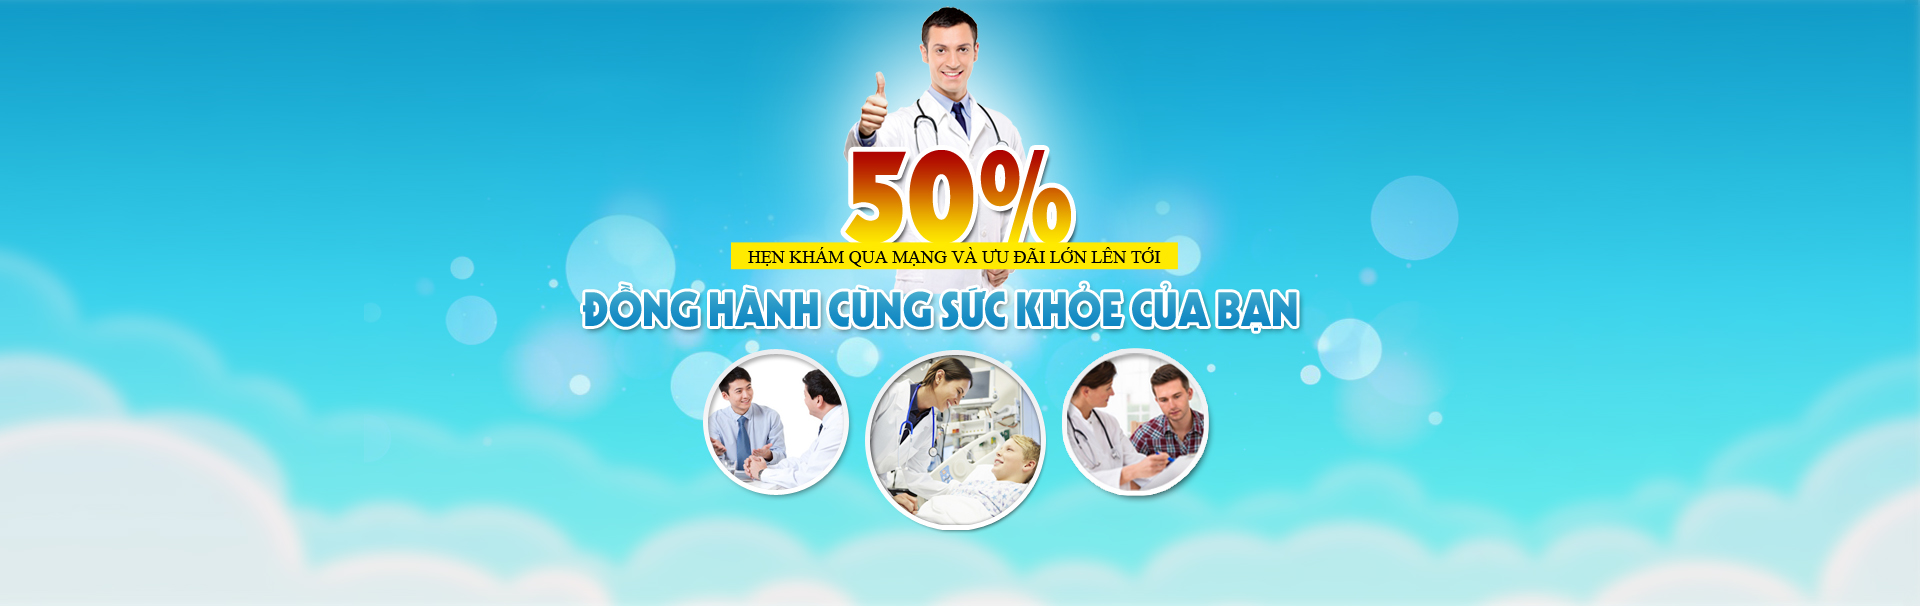 50%
HẸN KHÁM QUA MẠNG VÀ ƯU ĐÃI LỚN LÊN TỚI
ĐỒNG HÀNH CÙNG SỨC KHỎE CỦA BẠN